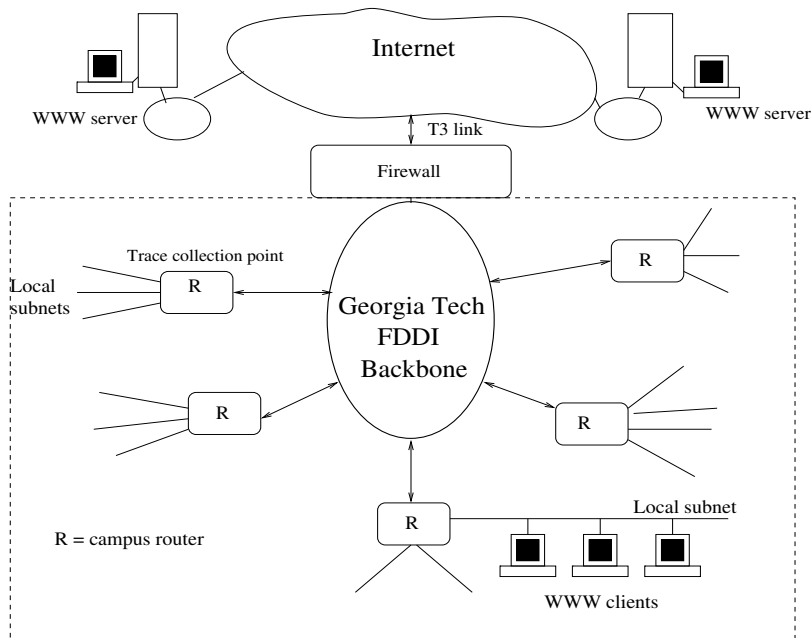 Internet
WWW server
WWW server
T3 link
Firewall
Trace collection point
R
R
Local
subnets
Georgia Tech
FDDI
Backbone
R
R
R
Local subnet
R = campus router
WWW clients